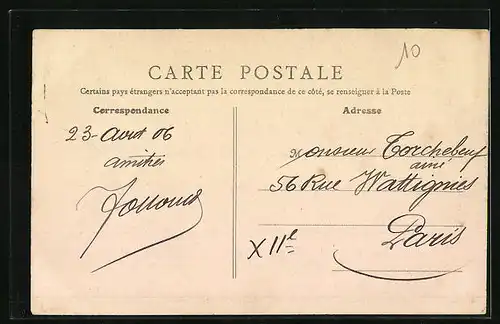 10
CARTE POSTALE
Certains pays étrangers n'acceptant pas la correspondance de ce côté, se renseigner à la Poste
Correspondance
23 - Avril 06
amitiés
Adresse
Monsieur Torchebeuf
ainé
56 Rue Wattignies
Paris
XIIe